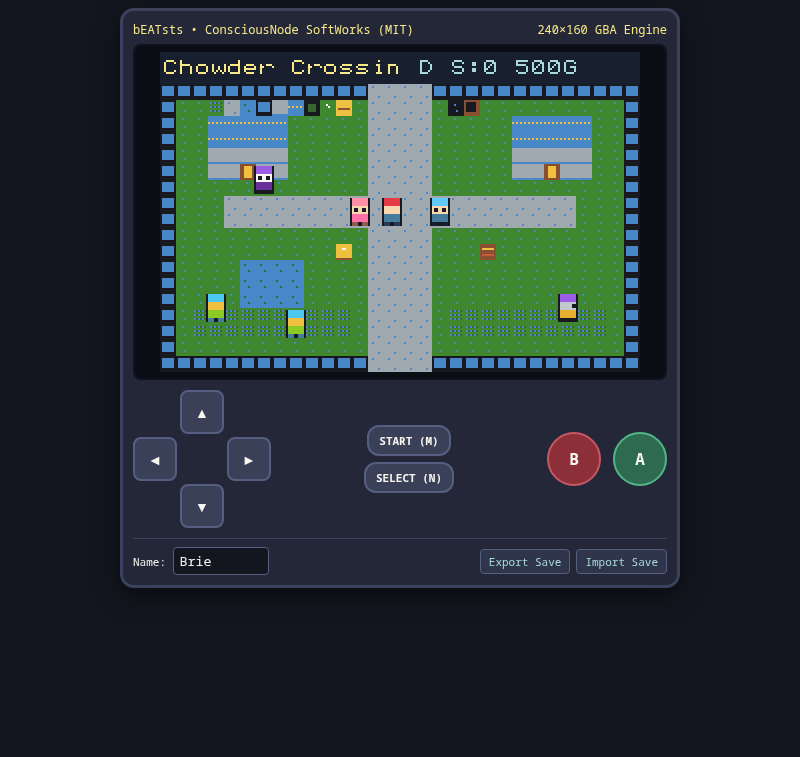 bEATsts • ConsciousNode SoftWorks (MIT) 240×160 GBA Engine
Chowder Crossin D S:0 500G
▲
◄ ►
▼
START (M)
SELECT (N)
B A
Name: Brie Export Save Import Save